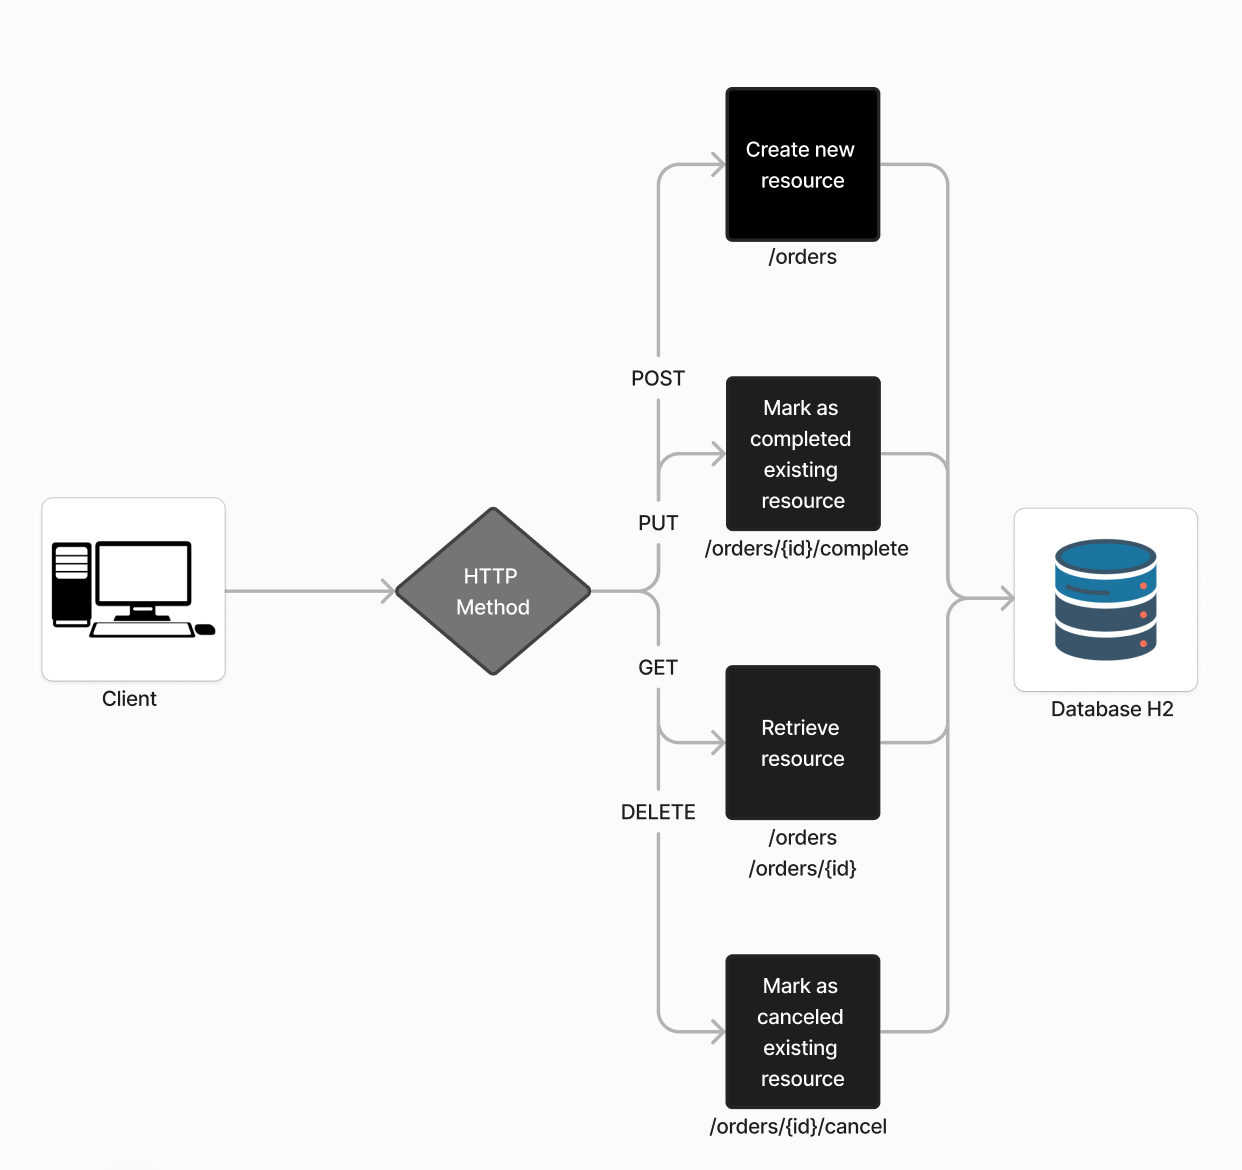 Create new
resource
/orders
POST
Mark as
completed
existing
resource
/orders/{id}/complete
PUT
HTTP
Method
Client
GET
Retrieve
resource
/orders
/orders/{id}
Database H2
DELETE
Mark as
canceled
existing
resource
/orders/{id}/cancel